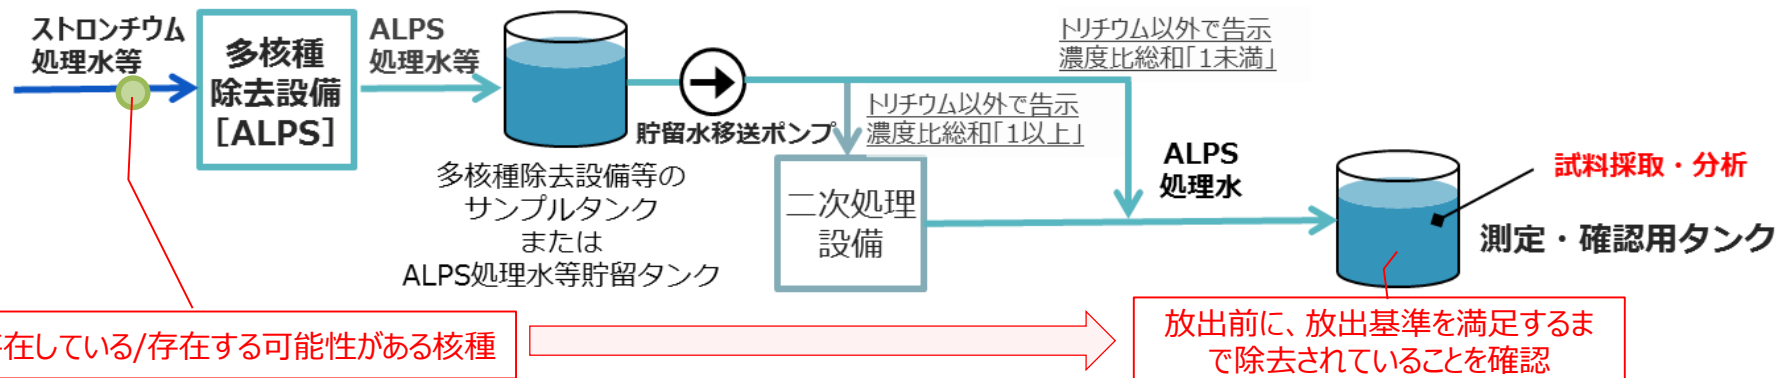 ストロンチウム
処理水等
多核種
除去設備
［ALPS］
ALPS
処理水等
多核種除去設備等の
サンプルタンク
または
ALPS処理水等貯留タンク
貯留水移送ポンプ
トリチウム以外で告示
濃度比総和「1未満」
トリチウム以外で告示
濃度比総和「1以上」
二次処理
設備
ALPS
処理水
試料採取・分析
測定・確認用タンク
在している/存在する可能性がある核種
放出前に、放出基準を満足するま
で除去されていることを確認